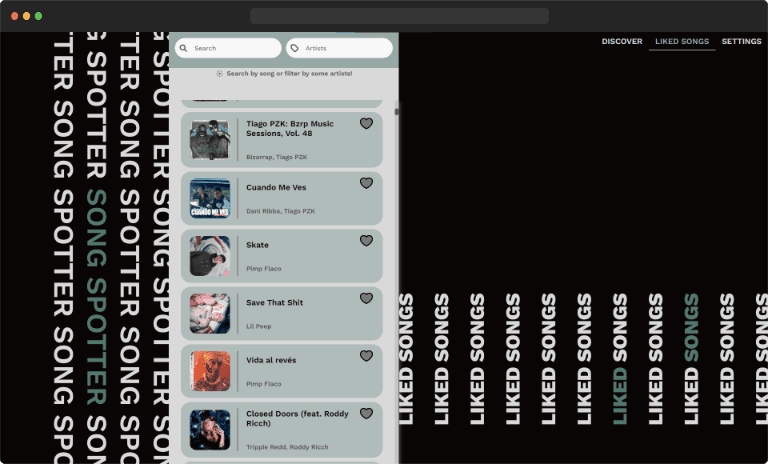 DISCOVER
LIKED SONGS
SETTINGS
Search
Artists
Search by song or filter by some artists!
Tiago PZK: Bzrp Music
Sessions, Vol. 48
Bizarrap, Tiago PZK
CUANDO ME VES
Cuando Me Ves
Dani Ribba, Tiago PZK
Skate
Pimp Flaco
Save That Shit
Lil Peep
Vida al revés
Pimp Flaco
Closed Doors (feat. Roddy
Ricch)
Tripple Redd, Roddy Ricch
SPOTTER SONG SPOTTER SONG
SPOTTER SONG SPOTTER SON
SPOTTER SONG SPOTTER SONG
SONG SPOTTER SONG SPOTTER
LIKED SONGS
LIKED SONGS
LIKED SONGS
LIKED SONGS
LIKED SONGS
LIKED SONGS
LIKED SONGS
LIKED SONGS
LIKED SONGS
LIKED SONGS
LIKED SONGS